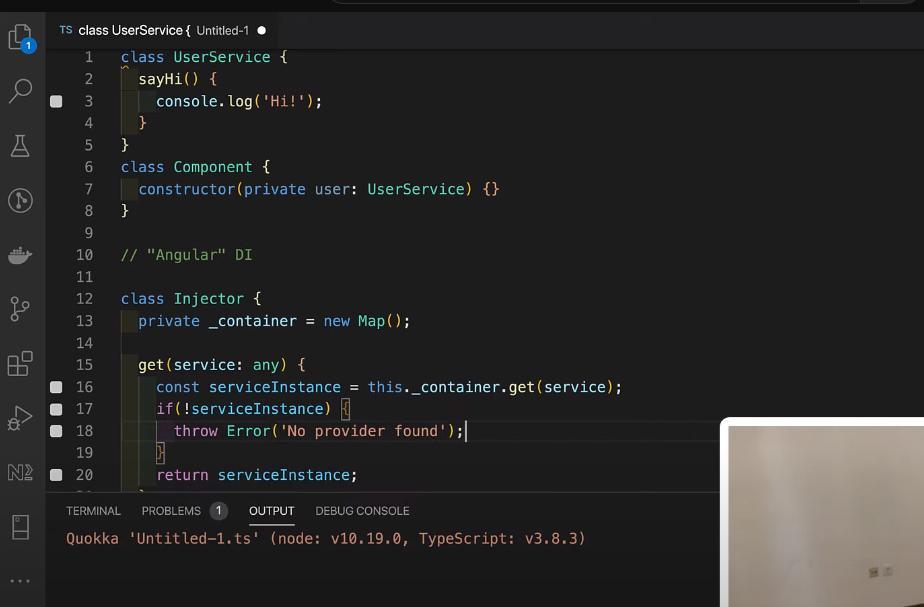 1
TS class UserService { Untitled-1
1 class UserService {
2 sayHi() {
3 console.log('Hi!');
4 }
5 }
6 class Component {
7 constructor(private user: UserService) {}
8 }
9
10 // "Angular" DI
11
12 class Injector {
13 private _container = new Map();
14
15 get(service: any) {
16 const serviceInstance = this._container.get(service);
17 if(!serviceInstance) {
18 throw Error('No provider found');
19 }
20 return serviceInstance;
TERMINAL PROBLEMS 1 OUTPUT DEBUG CONSOLE
Quokka 'Untitled-1.ts' (node: v10.19.0, TypeScript: v3.8.3)